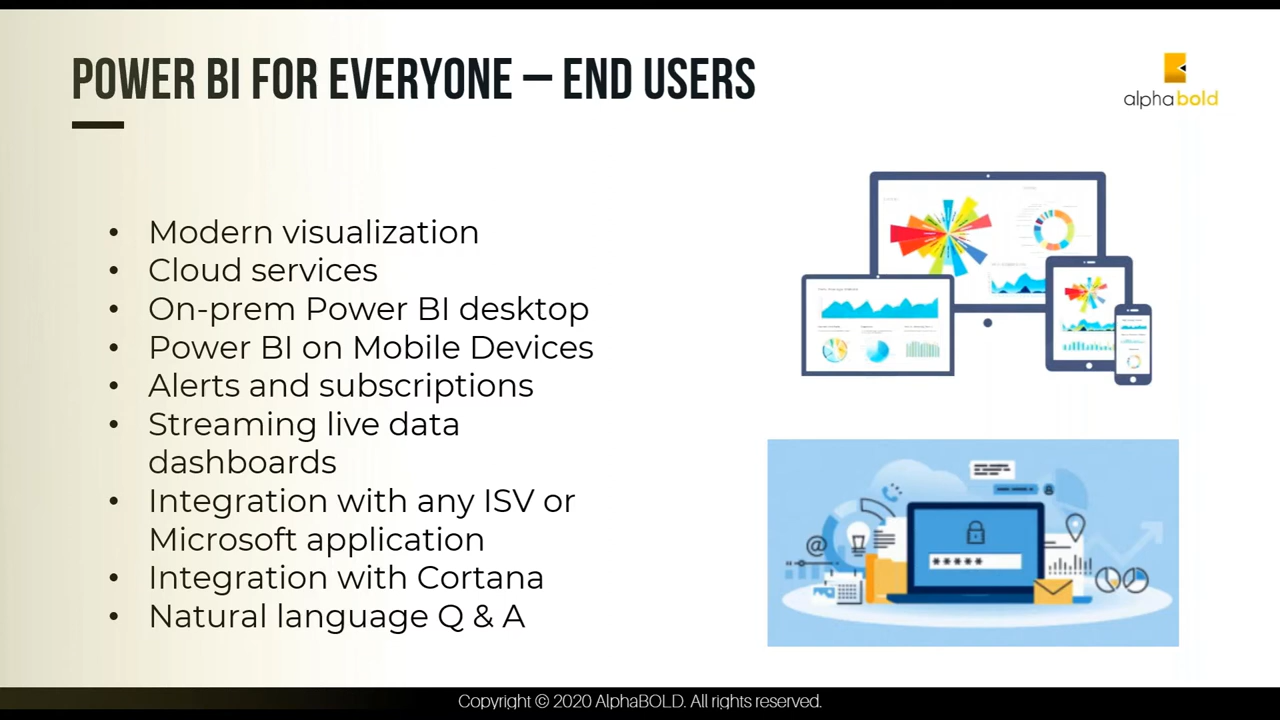 POWER BI FOR EVERYONE – END USERS
alphabold
• Modern visualization
• Cloud services
• On-prem Power BI desktop
• Power BI on Mobile Devices
• Alerts and subscriptions
• Streaming live data
dashboards
• Integration with any ISV or
Microsoft application
• Integration with Cortana
• Natural language Q & A
@
*****
Copyright © 2020 AlphaBOLD. All rights reserved.